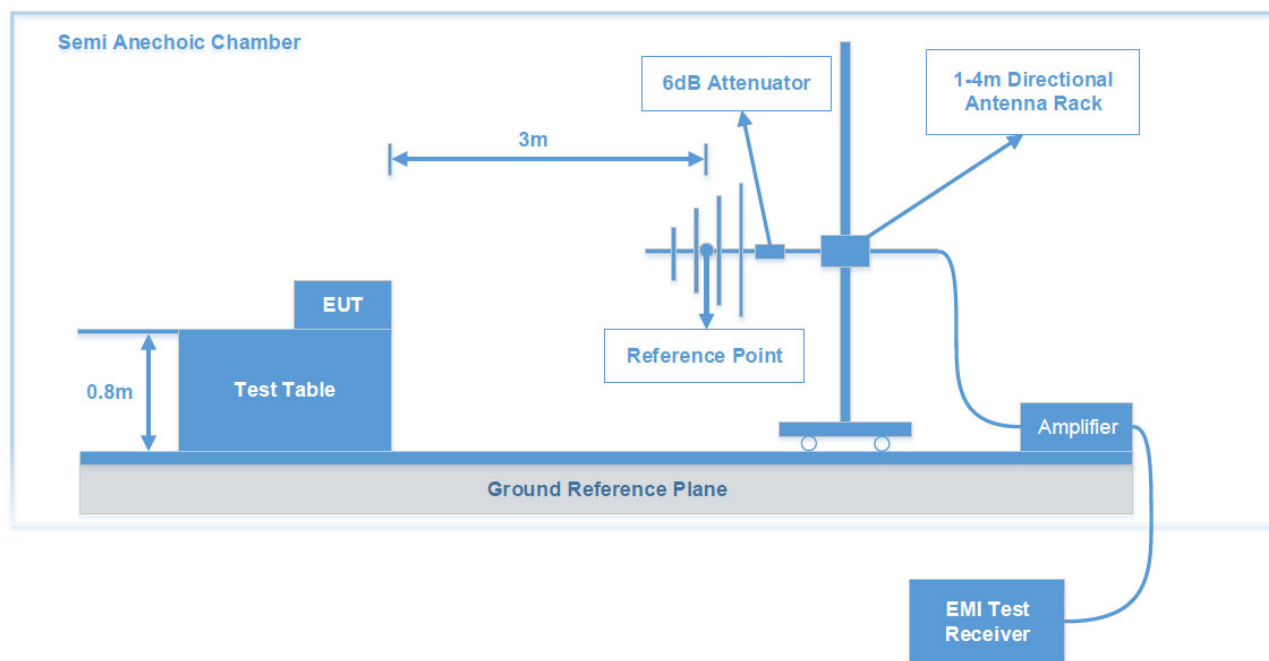 Semi Anechoic Chamber
6dB Attenuator
1-4m Directional
Antenna Rack
3m
EUT
Reference Point
0.8m
Test Table
Amplifier
Ground Reference Plane
EMI Test
Receiver